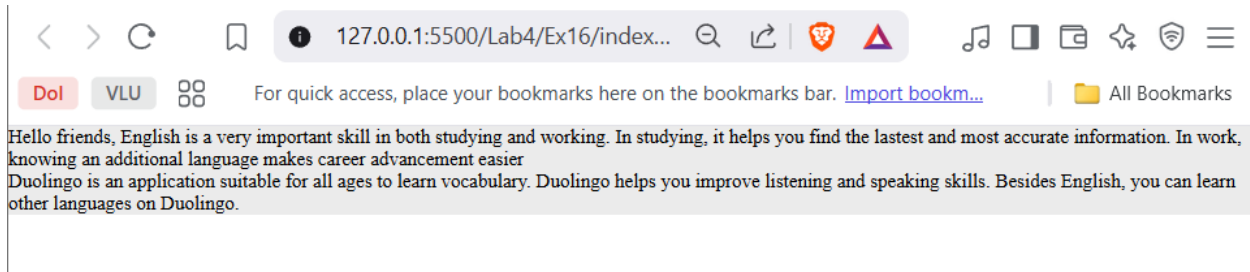 127.0.0.1:5500/Lab4/Ex16/index...
DoI VLU For quick access, place your bookmarks here on the bookmarks bar. Import bookm... All Bookmarks
Hello friends, English is a very important skill in both studying and working. In studying, it helps you find the lastest and most accurate information. In work,
knowing an additional language makes career advancement easier
Duolingo is an application suitable for all ages to learn vocabulary. Duolingo helps you improve listening and speaking skills. Besides English, you can learn
other languages on Duolingo.